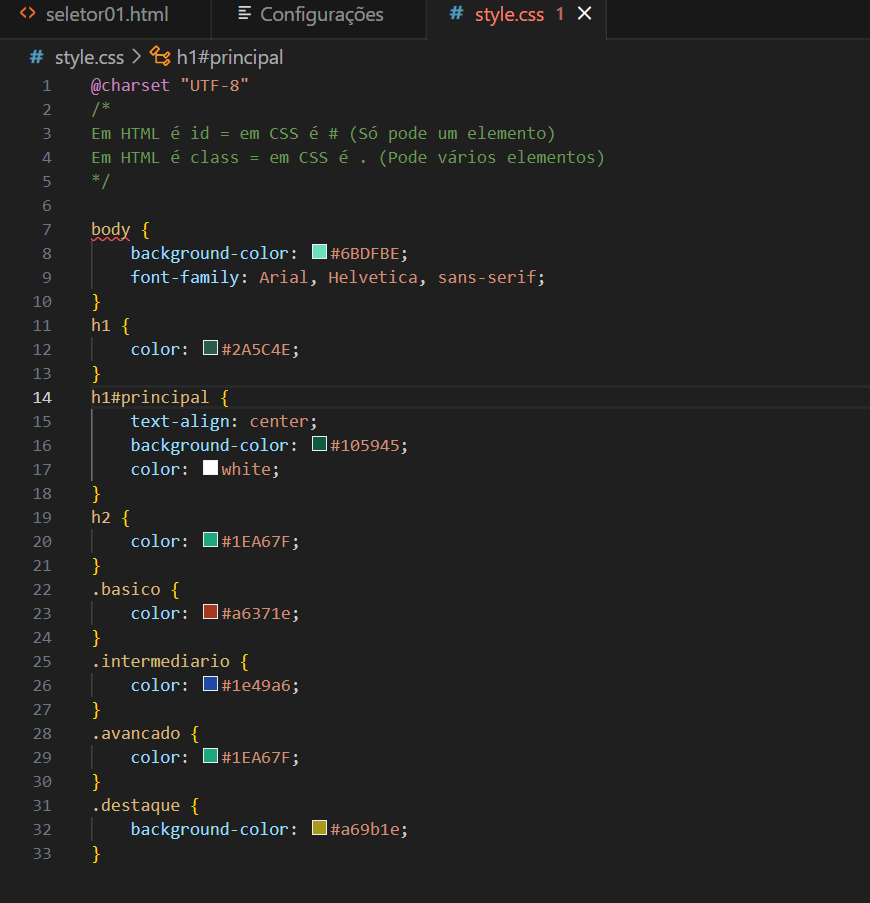 seletor01.html Configurações # style.css 1
# style.css > h1#principal
1 @charset "UTF-8"
2 /*
3 Em HTML é id = em CSS é # (Só pode um elemento)
4 Em HTML é class = em CSS é . (Pode vários elementos)
5 */
6
7 body {
8     background-color: #6BDFBE;
9     font-family: Arial, Helvetica, sans-serif;
10 }
11 h1 {
12     color: #2A5C4E;
13 }
14 h1#principal {
15     text-align: center;
16     background-color: #105945;
17     color: white;
18 }
19 h2 {
20     color: #1EA67F;
21 }
22 .basico {
23     color: #a6371e;
24 }
25 .intermediario {
26     color: #1e49a6;
27 }
28 .avancado {
29     color: #1EA67F;
30 }
31 .destaque {
32     background-color: #a69b1e;
33 }